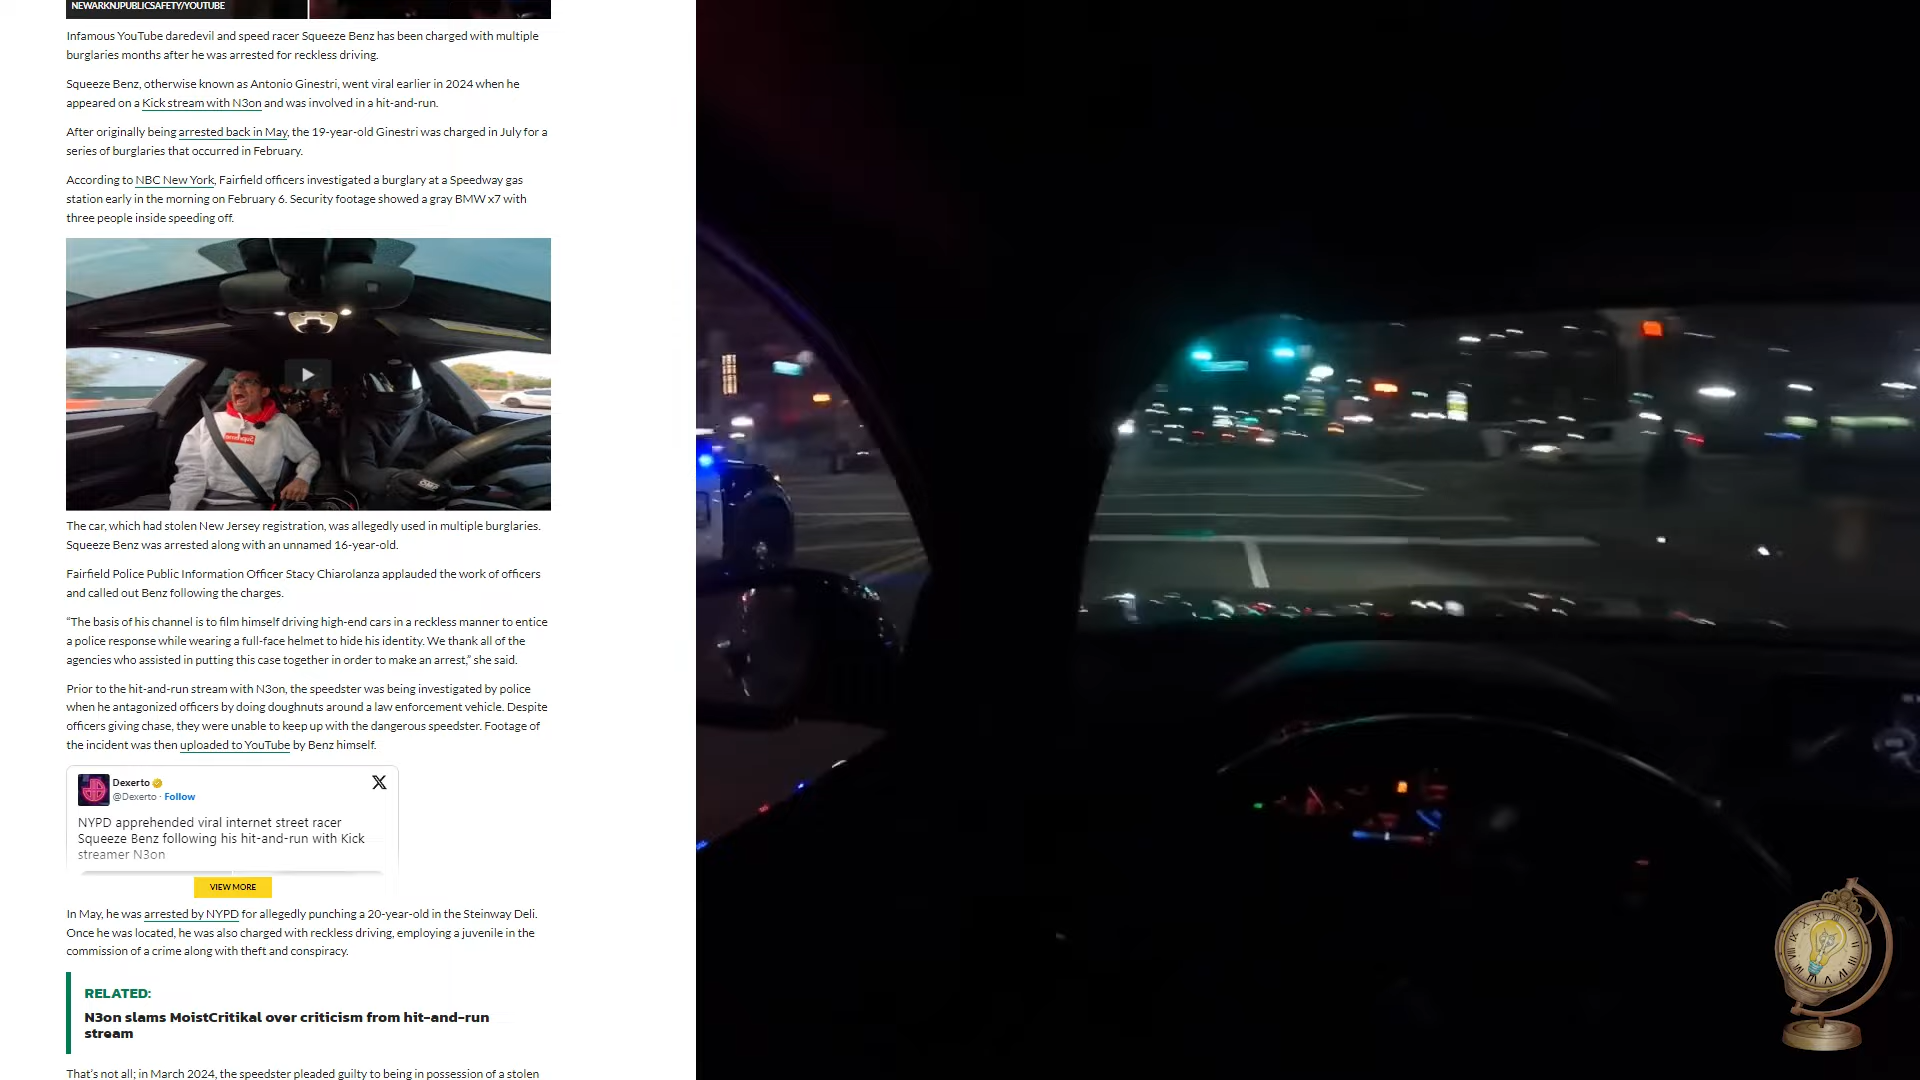 NEWARKNJPUBLICSAFETY/YOUTUBE
Infamous YouTube daredevil and speed racer Squeeze Benz has been charged with multiple
burglaries months after he was arrested for reckless driving.
Squeeze Benz, otherwise known as Antonio Ginestri, went viral earlier in 2024 when he
appeared on a Kick stream with N3on and was involved in a hit-and-run.
After originally being arrested back in May, the 19-year-old Ginestri was charged in July for a
series of burglaries that occurred in February.
According to NBC New York, Fairfield officers investigated a burglary at a Speedway gas
station early in the morning on February 6. Security footage showed a gray BMW x7 with
three people inside speeding off.
The car, which had stolen New Jersey registration, was allegedly used in multiple burglaries.
Squeeze Benz was arrested along with an unnamed 16-year-old.
Fairfield Police Public Information Officer Stacy Chiarolanza applauded the work of officers
and called out Benz following the charges.
“The basis of his channel is to film himself driving high-end cars in a reckless manner to entice
a police response while wearing a full-face helmet to hide his identity. We thank all of the
agencies who assisted in putting this case together in order to make an arrest,” she said.
Prior to the hit-and-run stream with N3on, the speedster was being investigated by police
when he antagonized officers by doing doughnuts around a law enforcement vehicle. Despite
officers giving chase, they were unable to keep up with the dangerous speedster. Footage of
the incident was then uploaded to YouTube by Benz himself.
Dexerto
@Dexerto · Follow
NYPD apprehended viral internet street racer
Squeeze Benz following his hit-and-run with Kick
streamer N3on
VIEW MORE
In May, he was arrested by NYPD for allegedly punching a 20-year-old in the Steinway Deli.
Once he was located, he was also charged with reckless driving, employing a juvenile in the
commission of a crime along with theft and conspiracy.
RELATED:
N3on slams MoistCritikal over criticism from hit-and-run
stream
That’s not all; in March 2024, the speedster pleaded guilty to being in possession of a stolen